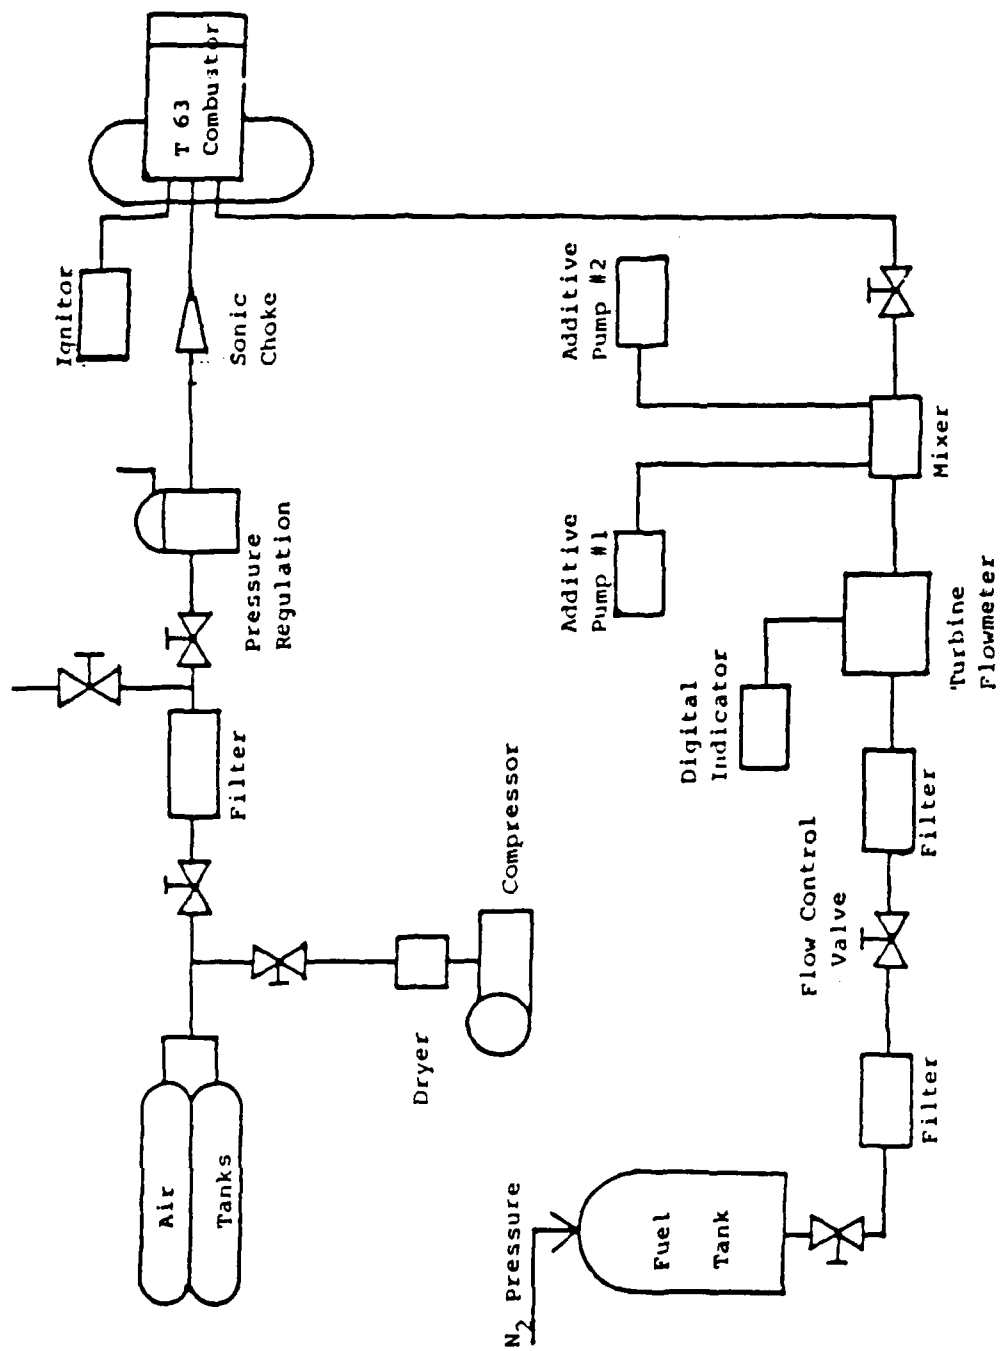 T 63
Combustor
Ignitor
Sonic
Choke
Pressure
Regulation
Filter
Air
Tanks
Dryer
Compressor
Additive
Pump #2
Additive
Pump #1
Mixer
Digital
Indicator
Turbine
Flowmeter
Filter
Flow Control
Valve
Filter
N2 Pressure
Fuel
Tank